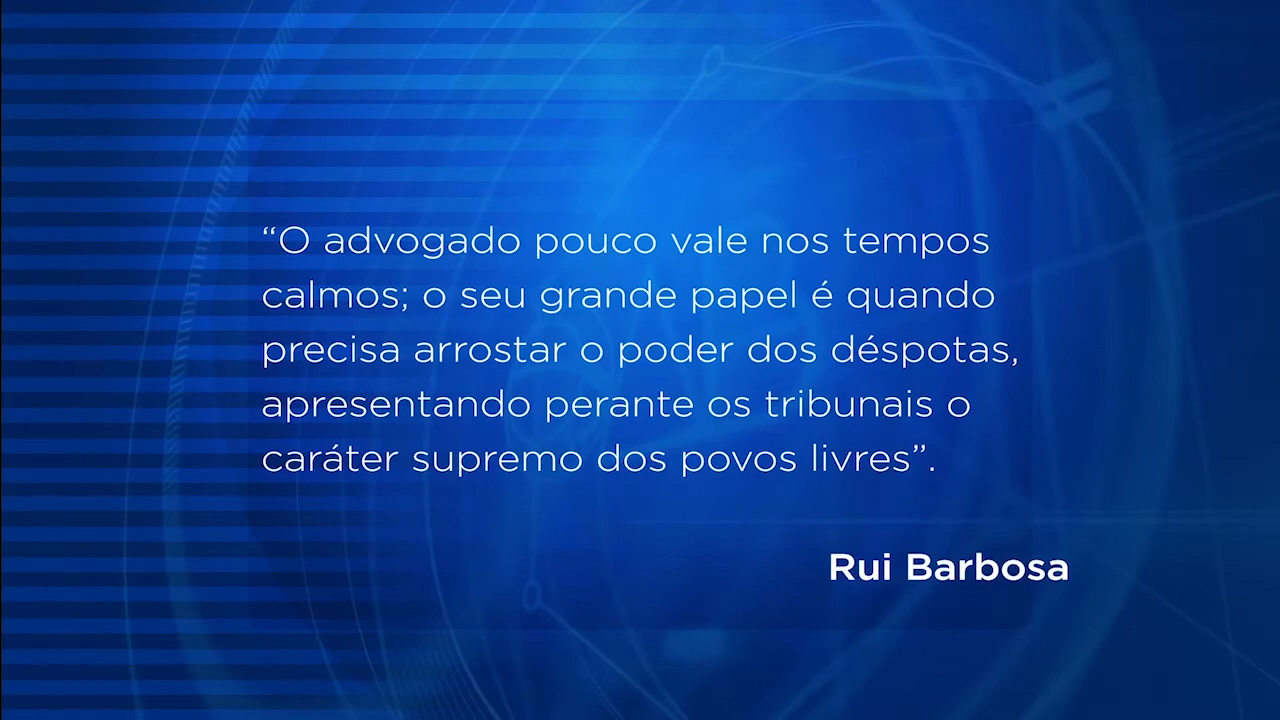 “O advogado pouco vale nos tempos
calmos; o seu grande papel é quando
precisa arrostar o poder dos déspotas,
apresentando perante os tribunais o
caráter supremo dos povos livres”.
Rui Barbosa